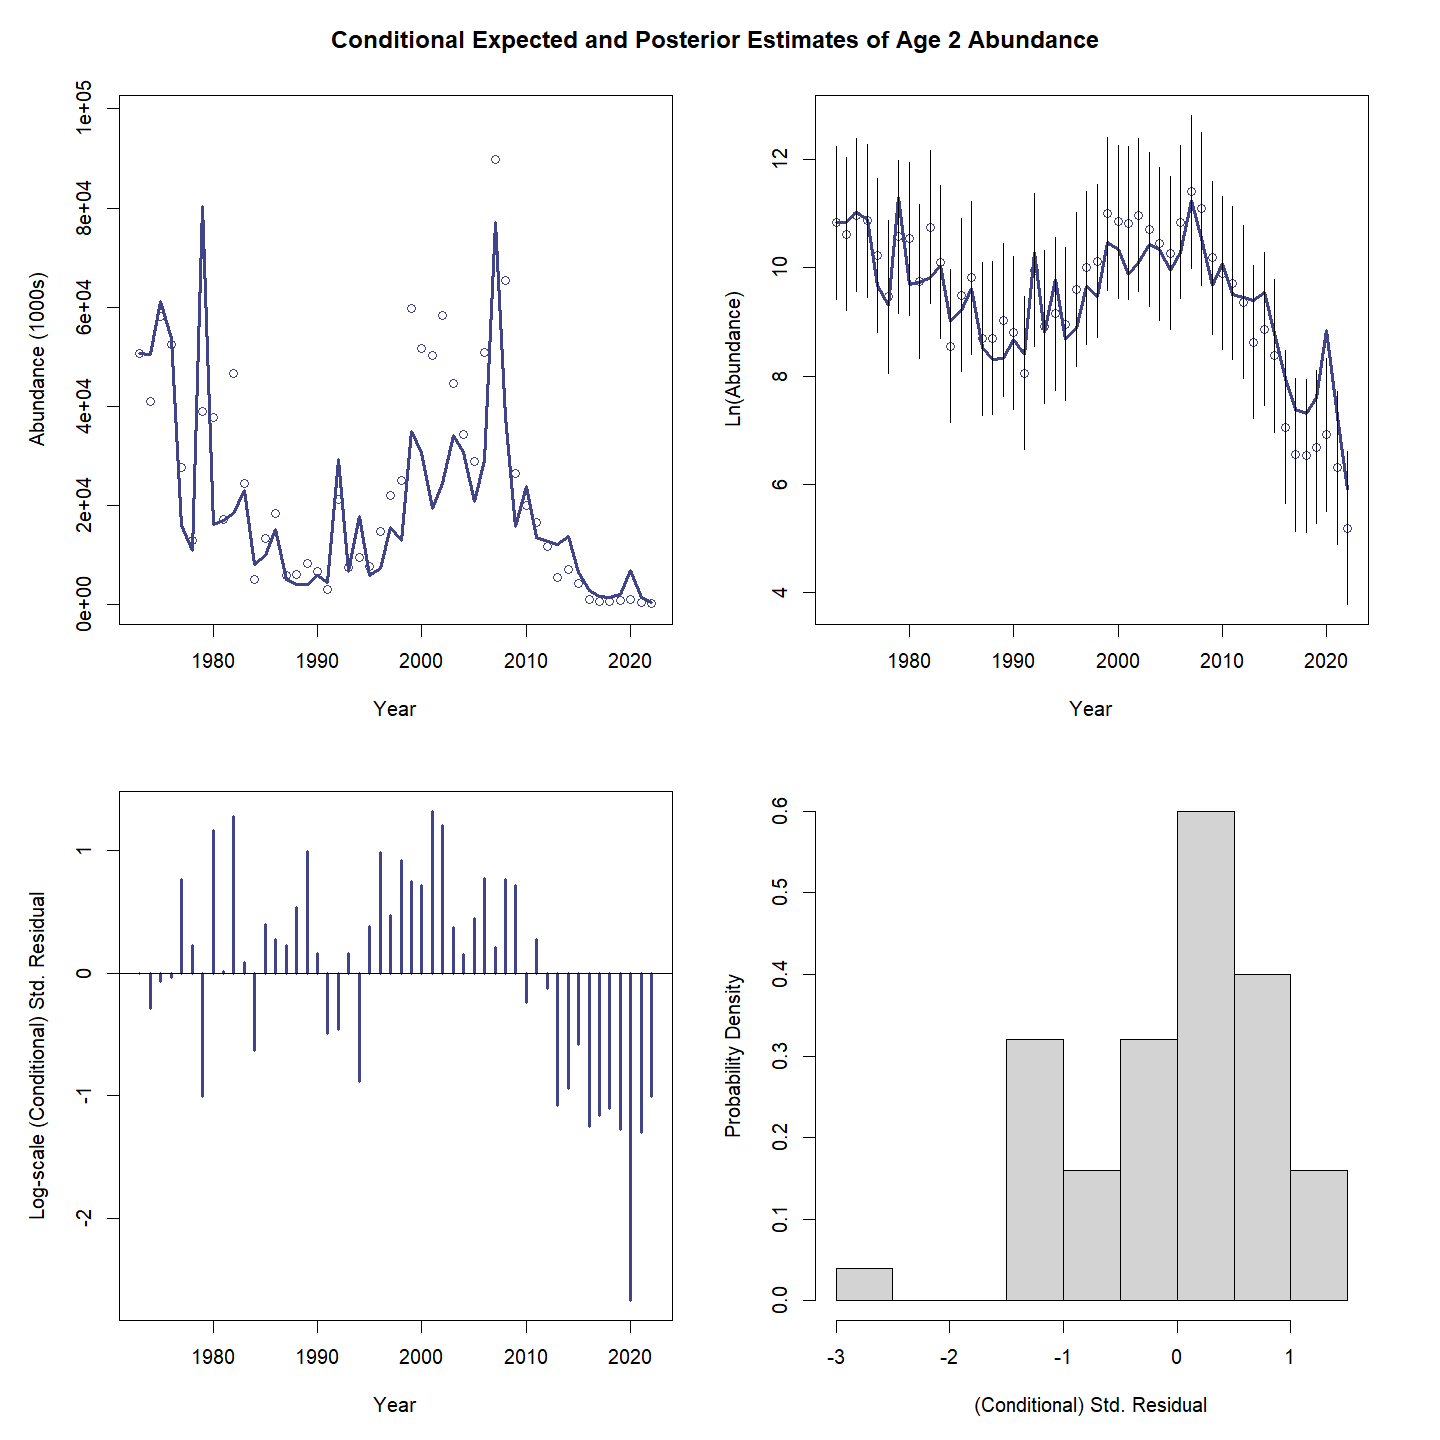 Conditional Expected and Posterior Estimates of Age 2 Abundance
Abundance (1000s)
1e+05
8e+04
6e+04
4e+04
2e+04
0e+00
1980 1990 2000 2010 2020
Year
Ln(Abundance)
12
10
8
6
4
1980 1990 2000 2010 2020
Year
Log-scale (Conditional) Std. Residual
1
0
-1
-2
1980 1990 2000 2010 2020
Year
Probability Density
0.6
0.5
0.4
0.3
0.2
0.1
0.0
-3 -2 -1 0 1
(Conditional) Std. Residual